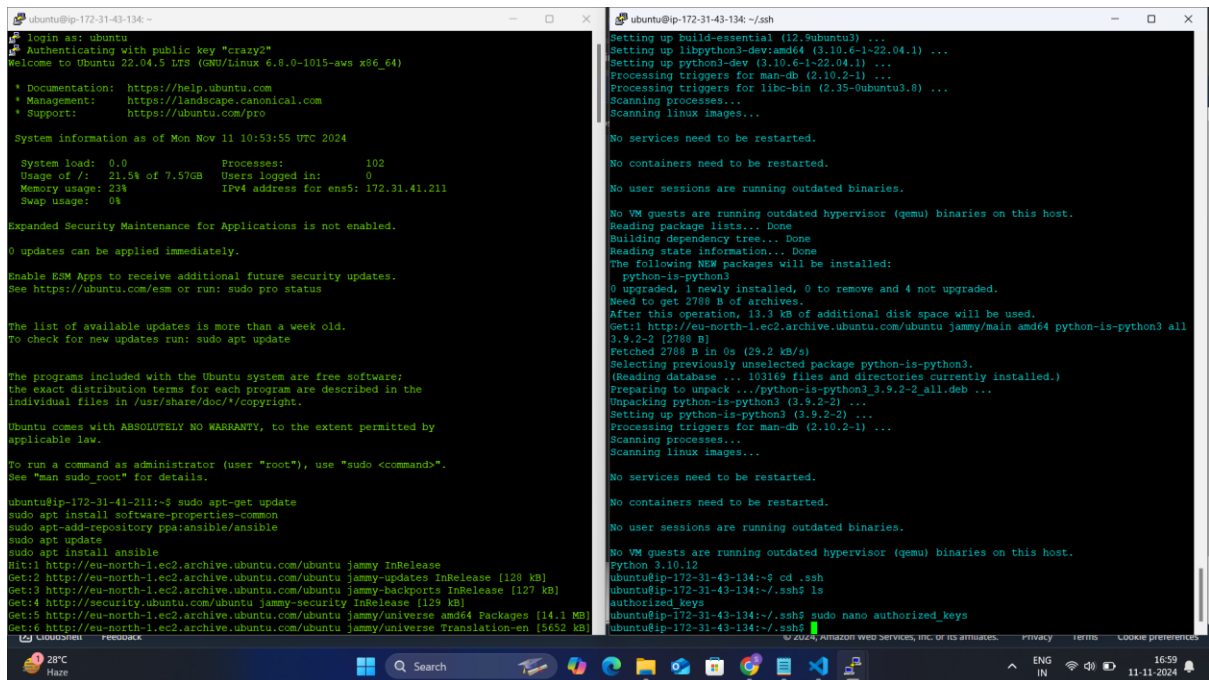 ubuntu@ip-172-31-43-134: ~
login as: ubuntu
Authenticating with public key "crazy2"
Welcome to Ubuntu 22.04.5 LTS (GNU/Linux 6.8.0-1015-aws x86_64)
* Documentation: https://help.ubuntu.com
* Management: https://landscape.canonical.com
* Support: https://ubuntu.com/pro
System information as of Mon Nov 11 10:53:55 UTC 2024
System load: 0.0 Processes: 102
Usage of /: 21.5% of 7.57GB Users logged in: 0
Memory usage: 23% IPv4 address for ens5: 172.31.41.211
Swap usage: 0%
Expanded Security Maintenance for Applications is not enabled.
0 updates can be applied immediately.
Enable ESM Apps to receive additional future security updates.
See https://ubuntu.com/esm or run: sudo pro status
The list of available updates is more than a week old.
To check for new updates run: sudo apt update
The programs included with the Ubuntu system are free software;
the exact distribution terms for each program are described in the
individual files in /usr/share/doc/*/copyright.
Ubuntu comes with ABSOLUTELY NO WARRANTY, to the extent permitted by
applicable law.
To run a command as administrator (user "root"), use "sudo <command>".
See "man sudo_root" for details.
ubuntu@ip-172-31-41-211:~$ sudo apt-get update
sudo apt install software-properties-common
sudo apt-add-repository ppa:ansible/ansible
sudo apt update
sudo apt install ansible
Hit:1 http://eu-north-1.ec2.archive.ubuntu.com/ubuntu jammy InRelease
Get:2 http://eu-north-1.ec2.archive.ubuntu.com/ubuntu jammy-updates InRelease [128 kB]
Get:3 http://eu-north-1.ec2.archive.ubuntu.com/ubuntu jammy-backports InRelease [127 kB]
Get:4 http://security.ubuntu.com/ubuntu jammy-security InRelease [129 kB]
Get:5 http://eu-north-1.ec2.archive.ubuntu.com/ubuntu jammy/universe amd64 Packages [14.1 MB]
Get:6 http://eu-north-1.ec2.archive.ubuntu.com/ubuntu jammy/universe Translation-en [5652 kB]
ubuntu@ip-172-31-43-134: ~/.ssh
Setting up build-essential (12.9ubuntu3) ...
Setting up libpython3-dev:amd64 (3.10.6-1~22.04.1) ...
Setting up python3-dev (3.10.6-1~22.04.1) ...
Processing triggers for man-db (2.10.2-1) ...
Processing triggers for libc-bin (2.35-0ubuntu3.8) ...
Scanning processes...
Scanning linux images...
No services need to be restarted.
No containers need to be restarted.
No user sessions are running outdated binaries.
No VM guests are running outdated hypervisor (qemu) binaries on this host.
Reading package lists... Done
Building dependency tree... Done
Reading state information... Done
The following NEW packages will be installed:
python-is-python3
0 upgraded, 1 newly installed, 0 to remove and 4 not upgraded.
Need to get 2788 B of archives.
After this operation, 13.3 kB of additional disk space will be used.
Get:1 http://eu-north-1.ec2.archive.ubuntu.com/ubuntu jammy/main amd64 python-is-python3 all
3.9.2-2 [2788 B]
Fetched 2788 B in 0s (29.2 kB/s)
Selecting previously unselected package python-is-python3.
(Reading database ... 103169 files and directories currently installed.)
Preparing to unpack .../python-is-python3_3.9.2-2_all.deb ...
Unpacking python-is-python3 (3.9.2-2) ...
Setting up python-is-python3 (3.9.2-2) ...
Processing triggers for man-db (2.10.2-1) ...
Scanning processes...
Scanning linux images...
No services need to be restarted.
No containers need to be restarted.
No user sessions are running outdated binaries.
No VM guests are running outdated hypervisor (qemu) binaries on this host.
Python 3.10.12
ubuntu@ip-172-31-43-134:~$ cd .ssh
ubuntu@ip-172-31-43-134:~/.ssh$ ls
authorized_keys
ubuntu@ip-172-31-43-134:~/.ssh$ sudo nano authorized_keys
ubuntu@ip-172-31-43-134:~/.ssh$
CloudShell Feedback
© 2024, Amazon Web Services, Inc. or its affiliates. Privacy Terms Cookie preferences
1
28°C
Haze
Search
ENG
IN
16:59
11-11-2024